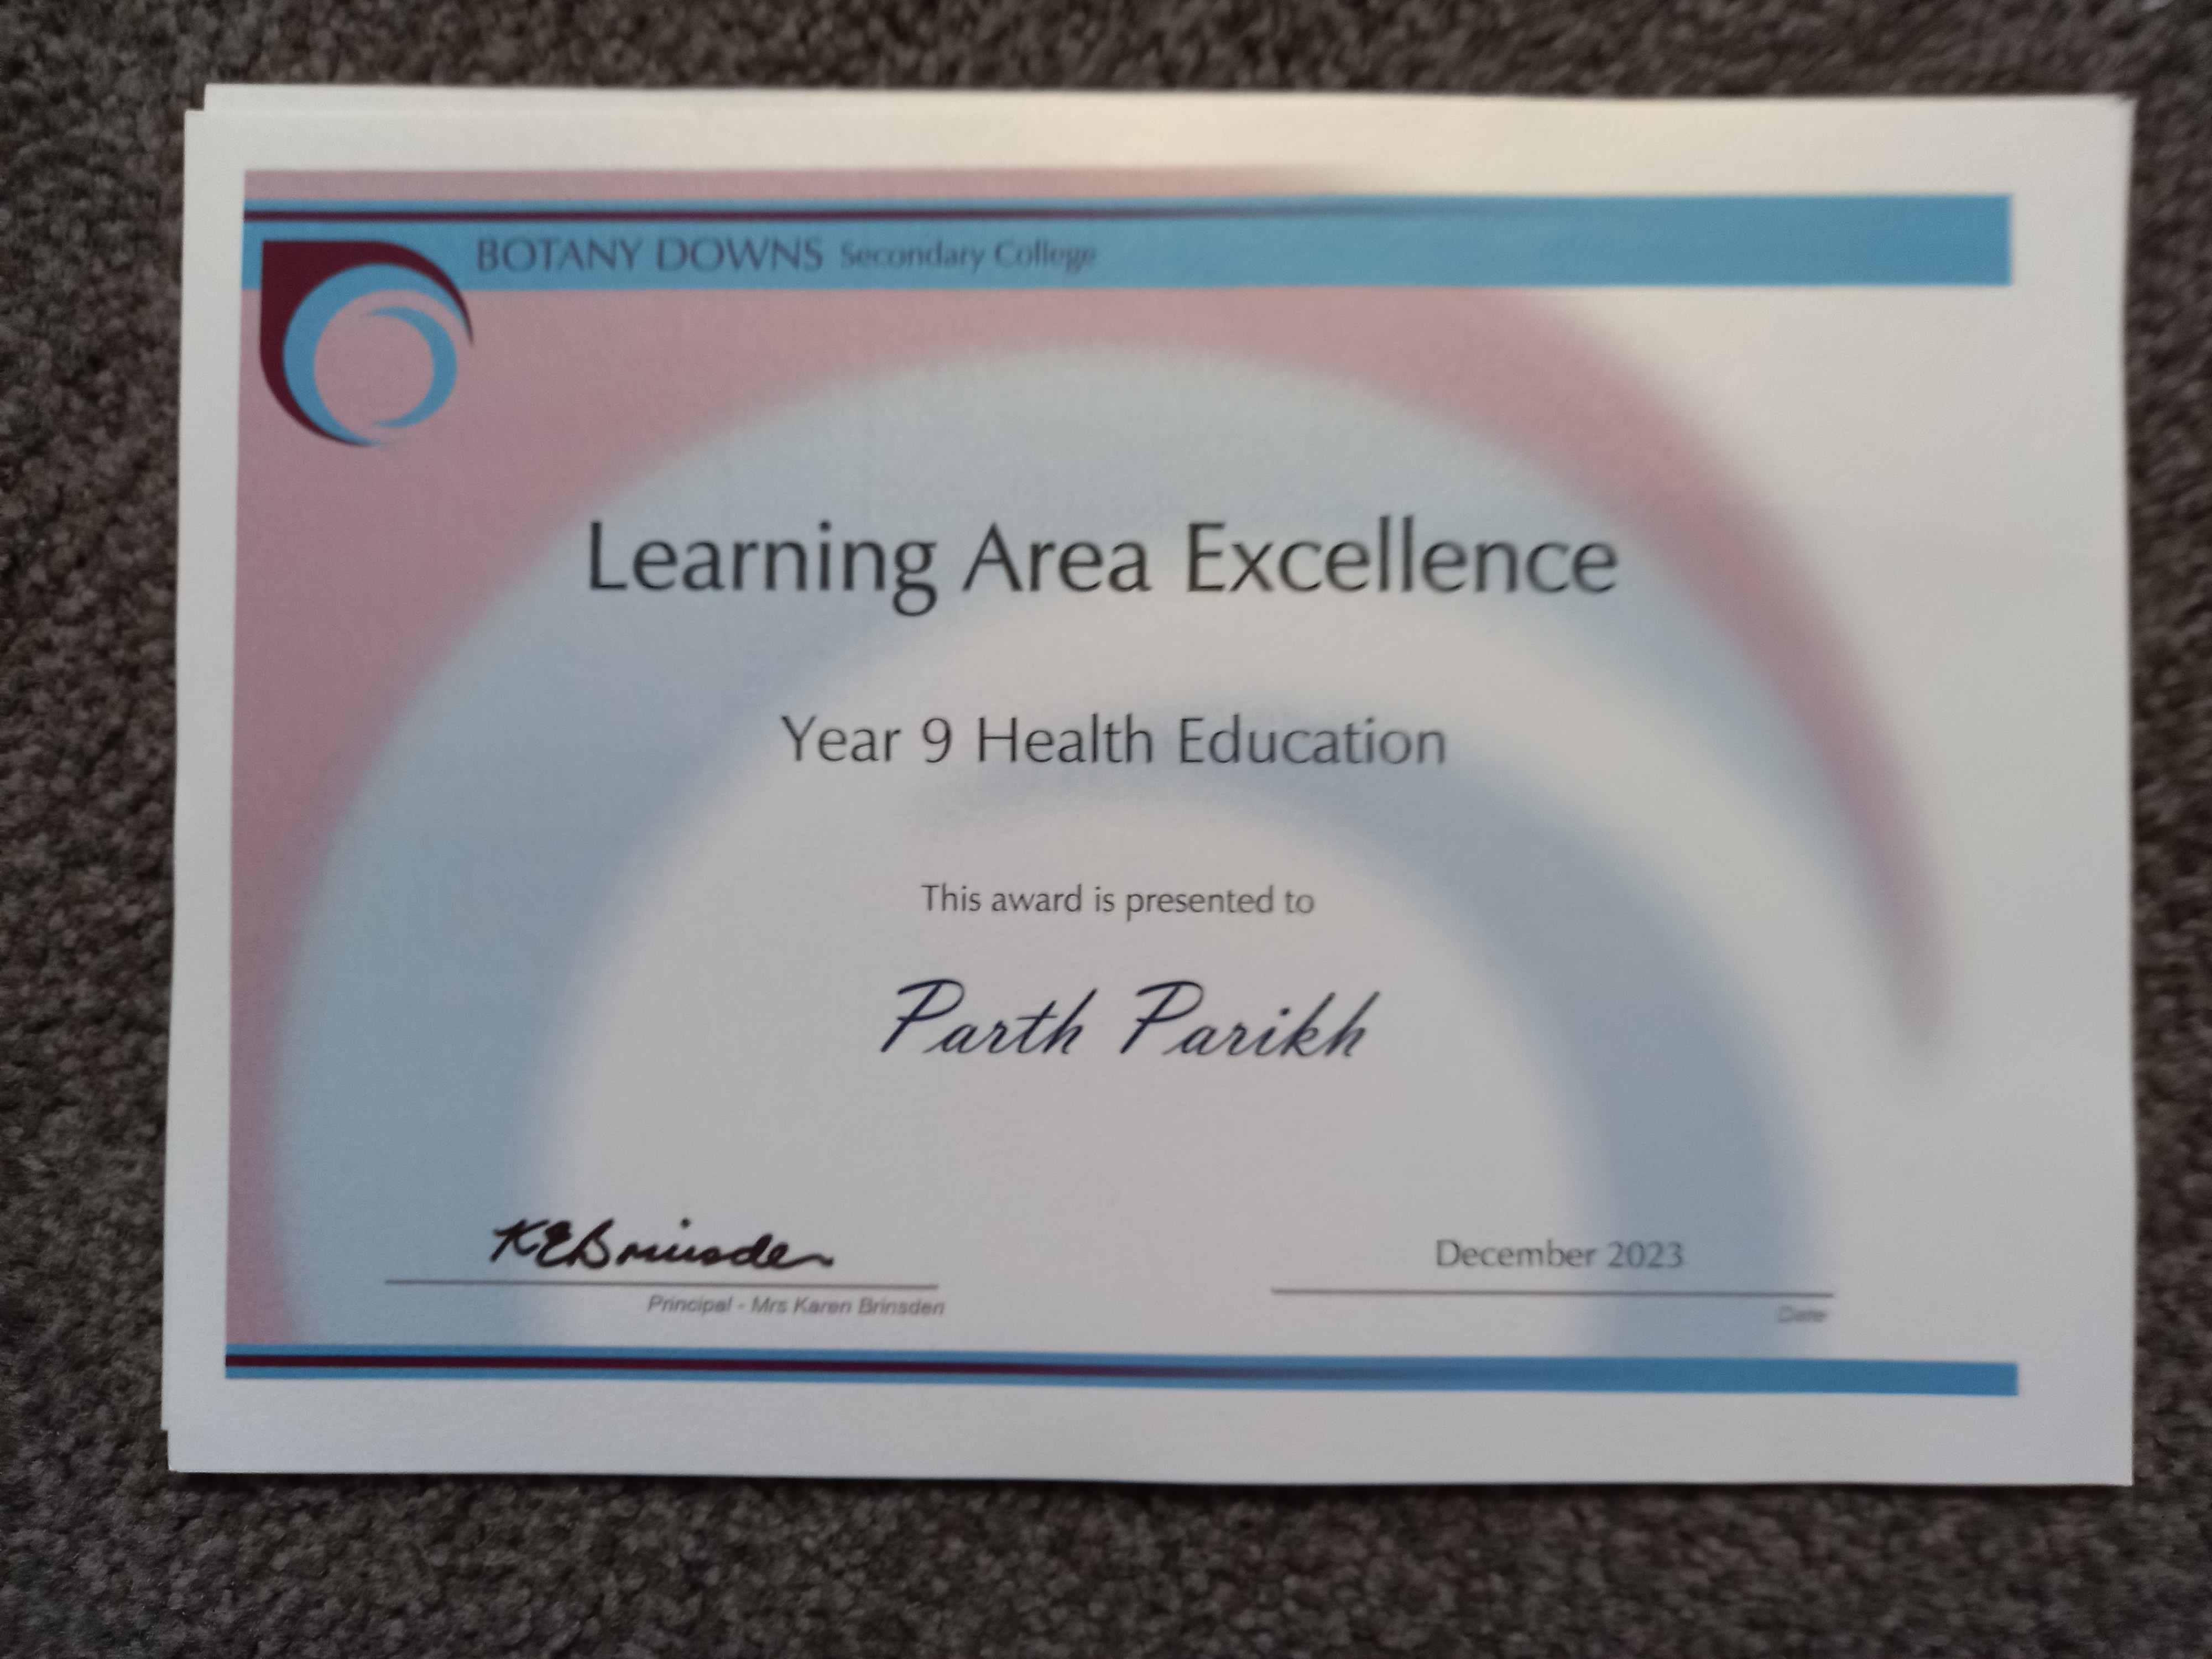 BOTANY DOWNS Secondary College
Learning Area Excellence
Year 9 Health Education
This award is presented to
Parth Parikh
KEBrinsden
December 2023
Principal - Mrs Karen Brinsden
Date